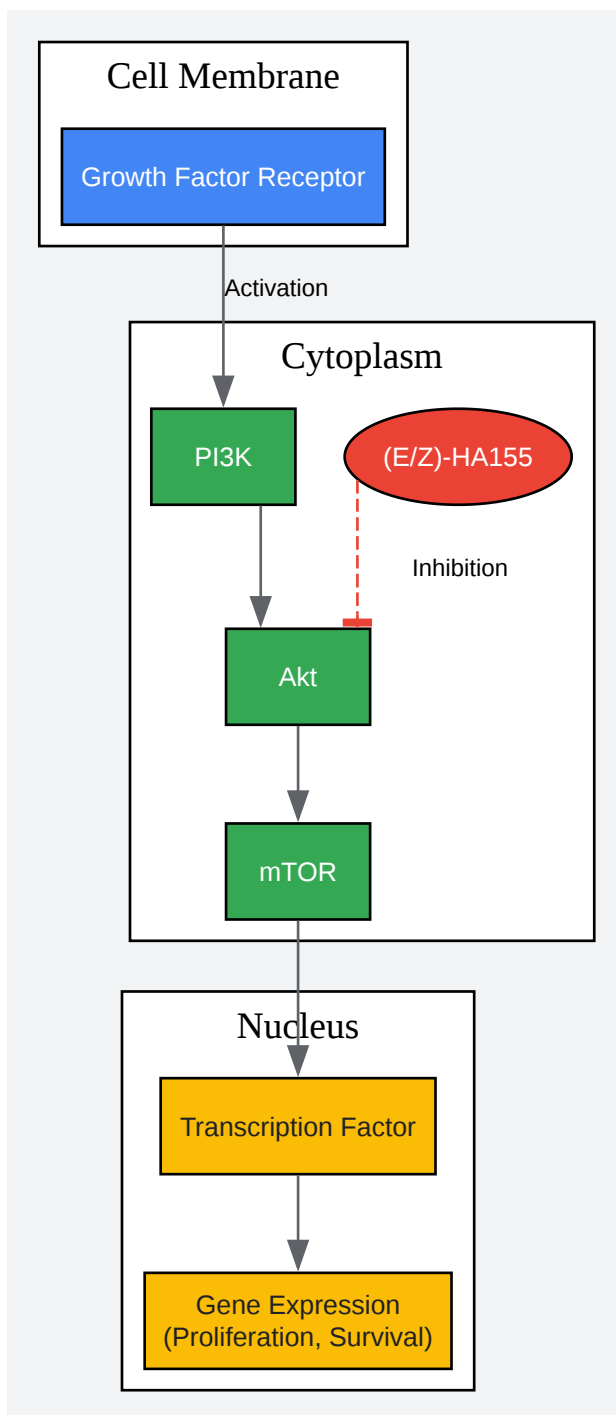 Cell Membrane
Growth Factor Receptor
Activation
Cytoplasm
PI3K
(E/Z)-HA155
Inhibition
Akt
mTOR
Nucleus
Transcription Factor
Gene Expression
(Proliferation, Survival)